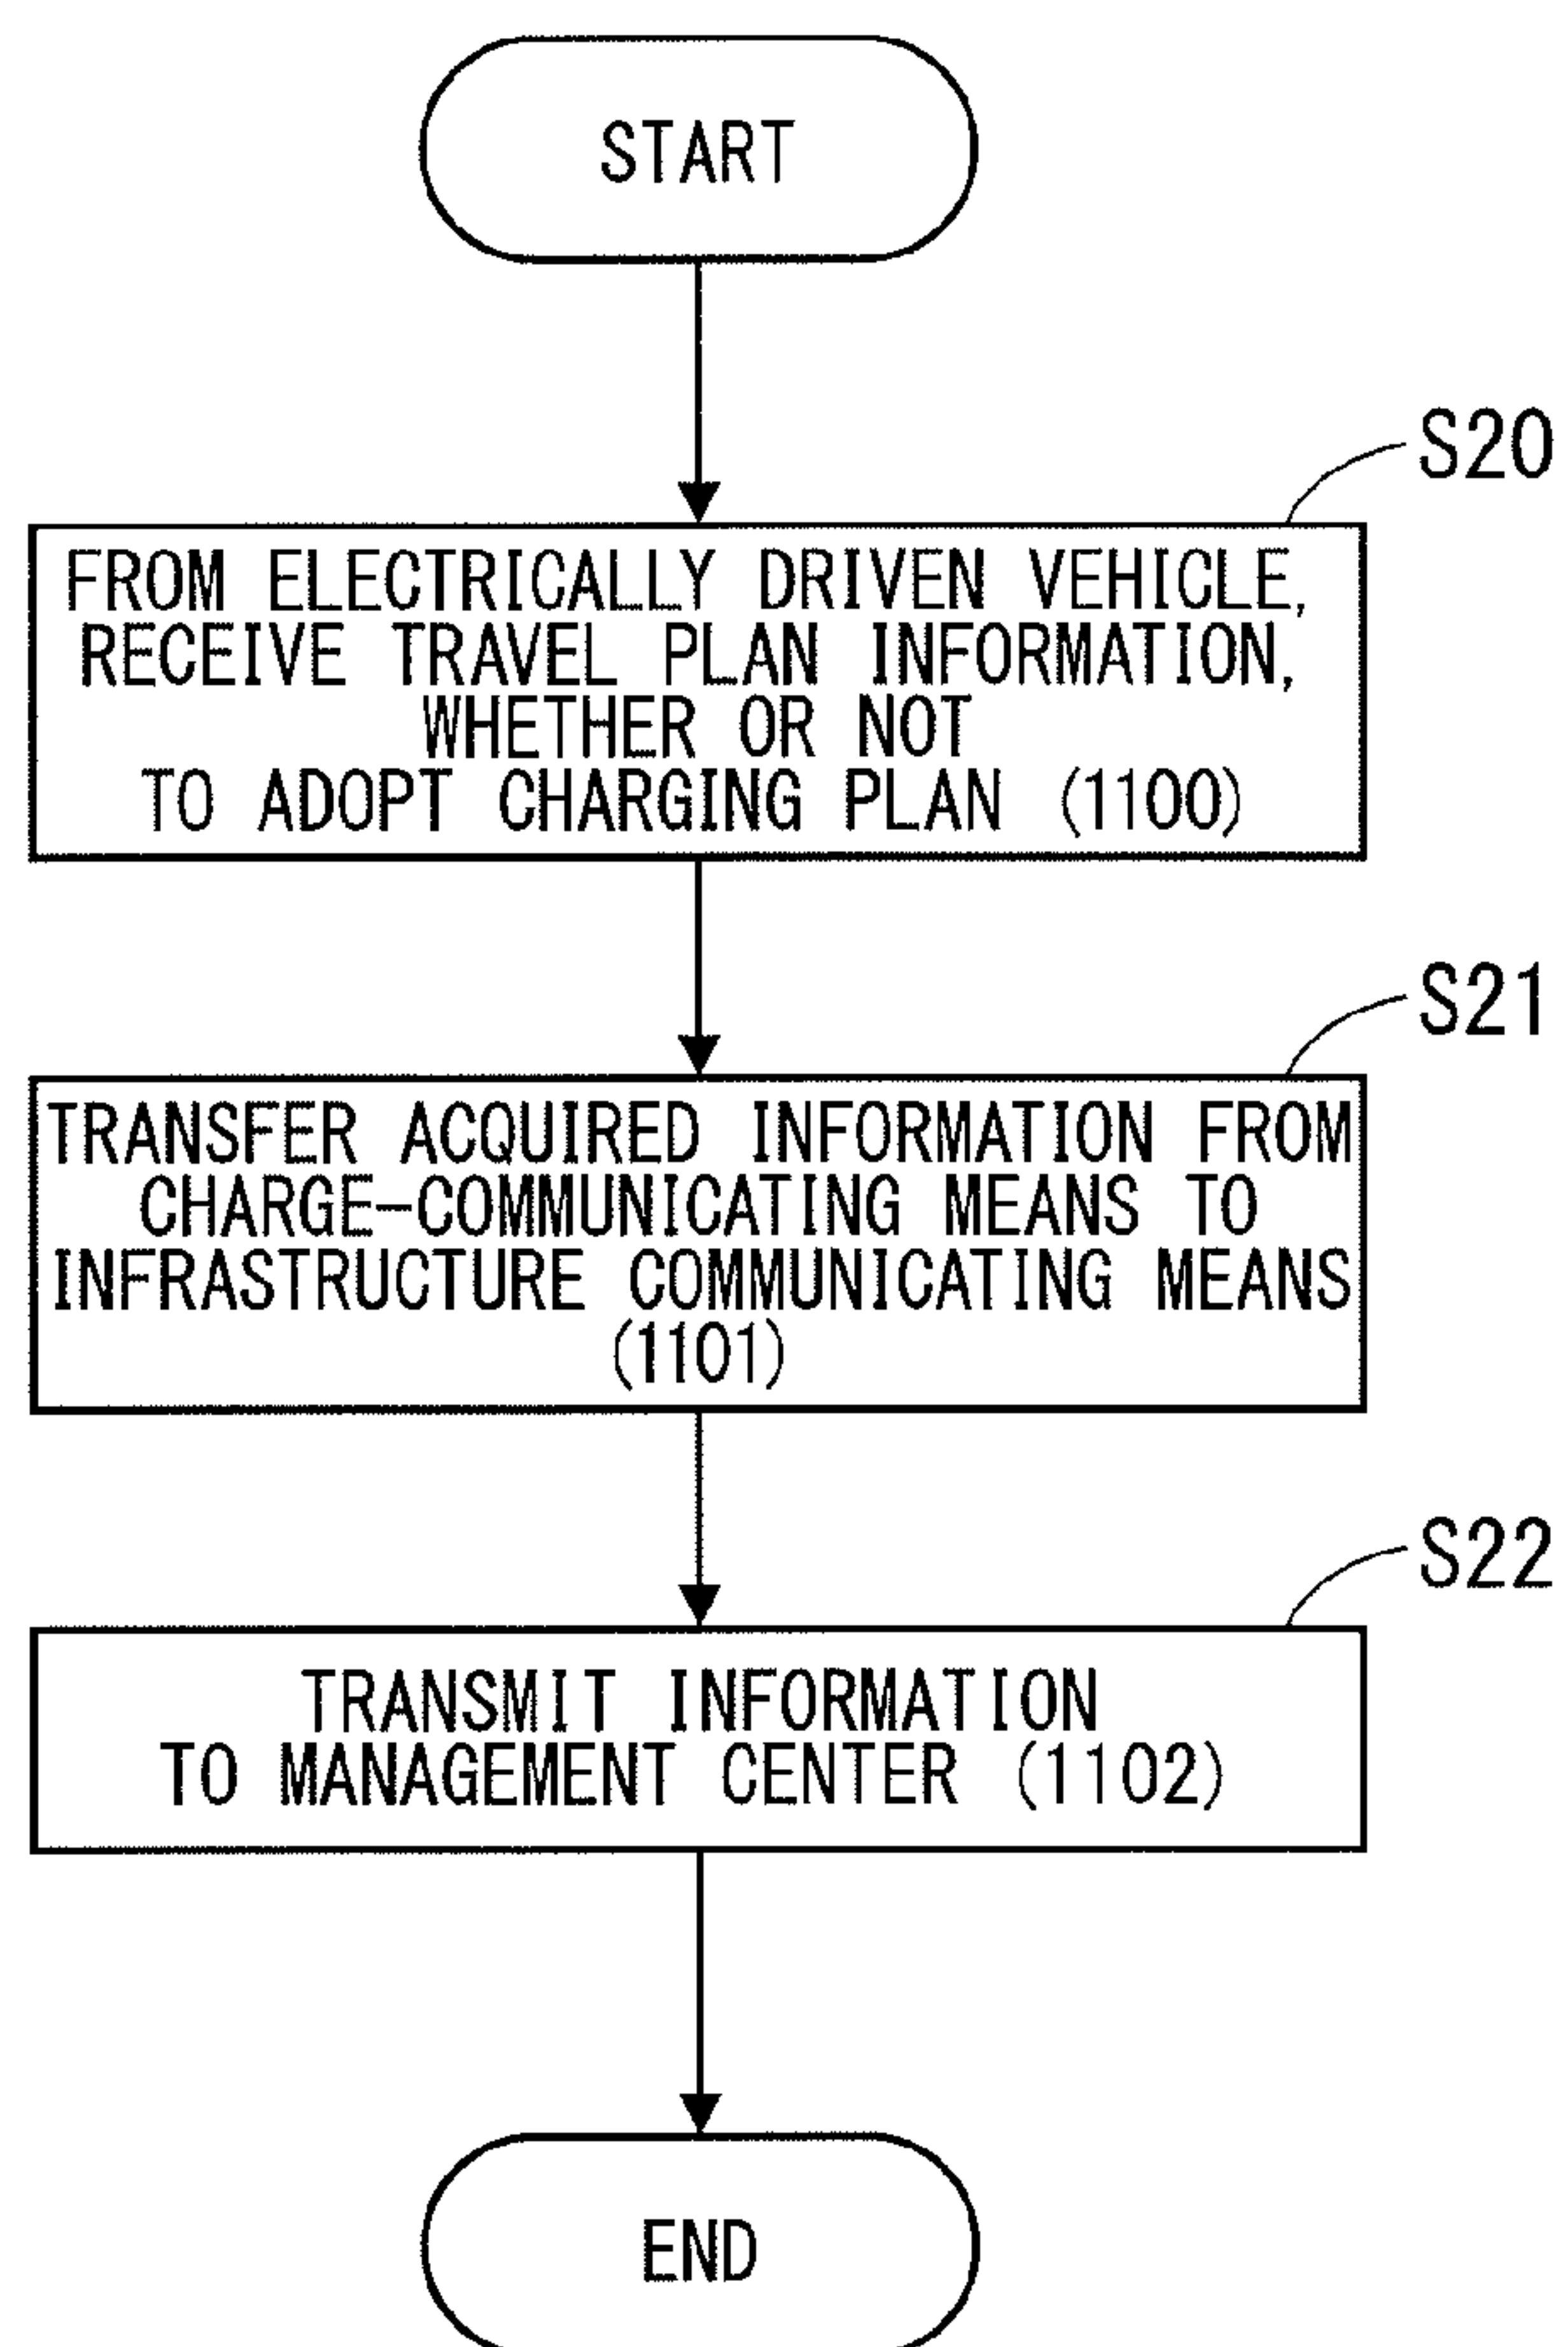 START
S20
FROM ELECTRICALLY DRIVEN VEHICLE,
RECEIVE TRAVEL PLAN INFORMATION,
WHETHER OR NOT
TO ADOPT CHARGING PLAN (1100)
S21
TRANSFER ACQUIRED INFORMATION FROM
CHARGE-COMMUNICATING MEANS TO
INFRASTRUCTURE COMMUNICATING MEANS
(1101)
S22
TRANSMIT INFORMATION
TO MANAGEMENT CENTER (1102)
END